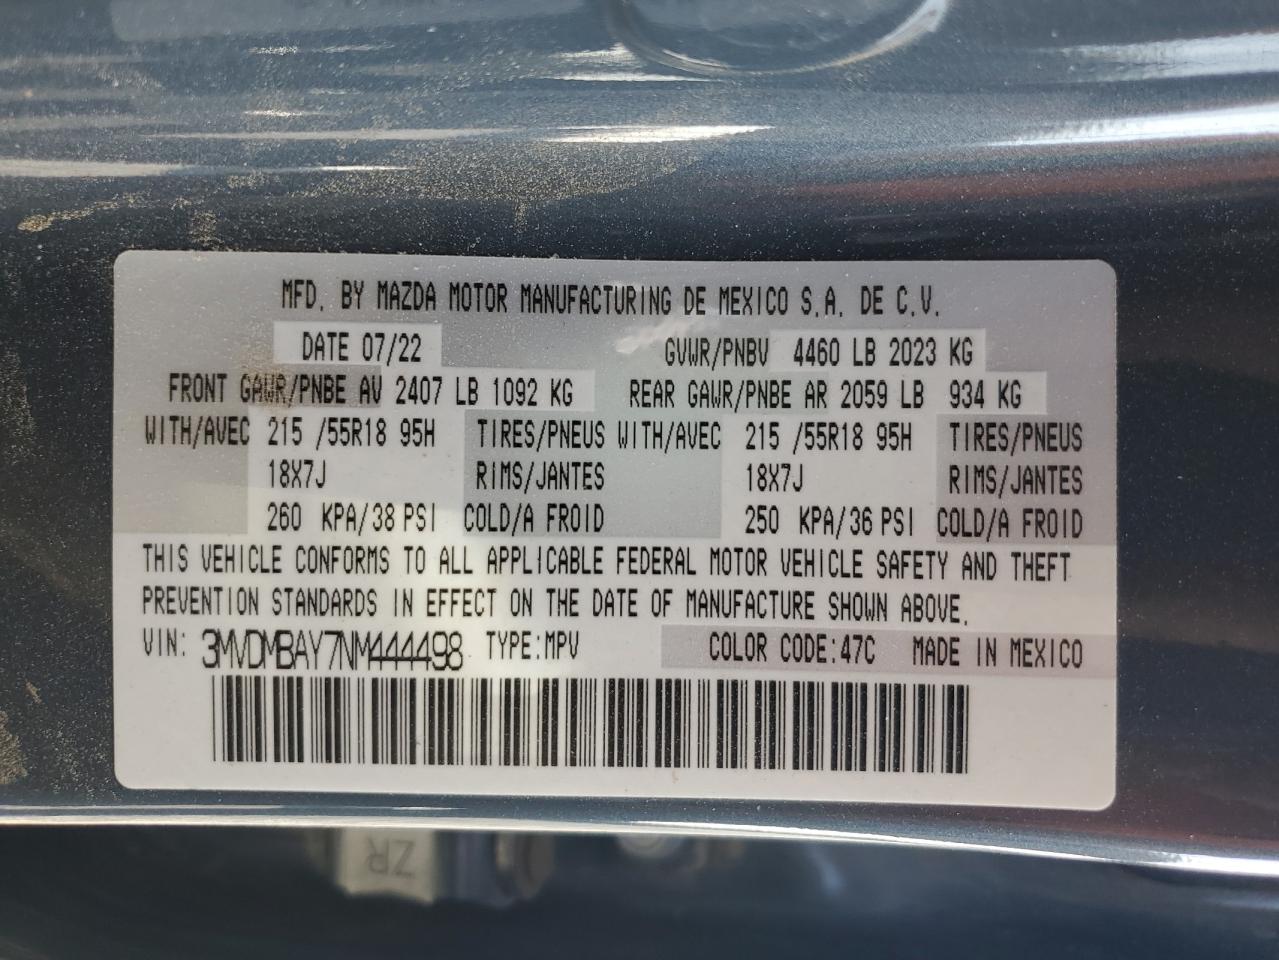 MFD. BY MAZDA MOTOR MANUFACTURING DE MEXICO S.A. DE C.V.
DATE 07/22 GVWR/PNBV 4460 LB 2023 KG
FRONT GAWR/PNBE AV 2407 LB 1092 KG REAR GAWR/PNBE AR 2059 LB 934 KG
WITH/AVEC 215 /55R18 95H TIRES/PNEUS WITH/AVEC 215 /55R18 95H TIRES/PNEUS
18X7J RIMS/JANTES 18X7J RIMS/JANTES
260 KPA/38 PSI COLD/A FROID 250 KPA/36 PSI COLD/A FROID
THIS VEHICLE CONFORMS TO ALL APPLICABLE FEDERAL MOTOR VEHICLE SAFETY AND THEFT
PREVENTION STANDARDS IN EFFECT ON THE DATE OF MANUFACTURE SHOWN ABOVE.
VIN: 3MVDMBAY7NM444498 TYPE:MPV COLOR CODE:47C MADE IN MEXICO
ZR